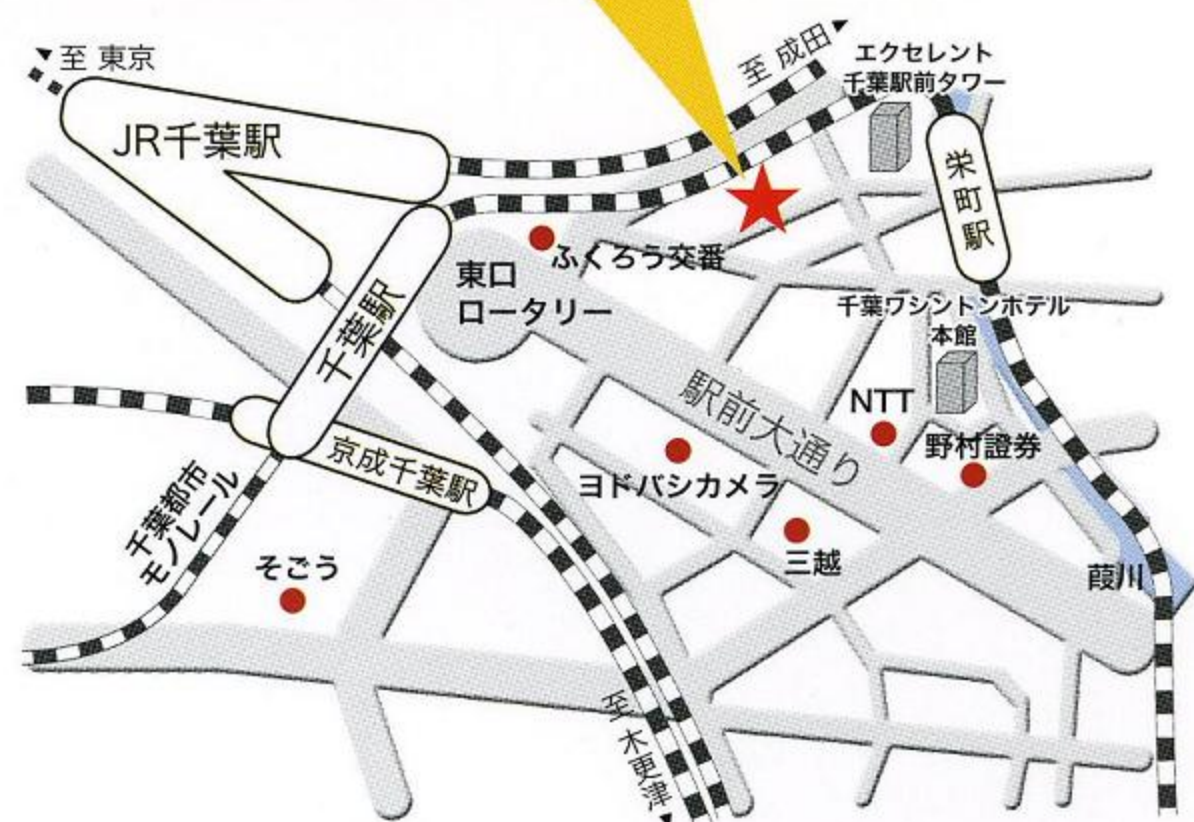 至 東京
至 成田
エクセレント
千葉駅前タワー
JR千葉駅
栄町駅
ふくろう交番
東口
ロータリー
千葉駅
千葉ワシントンホテル
本館
駅前大通り
NTT
野村證券
京成千葉駅
ヨドバシカメラ
千葉都市
モノレール
三越
そごう
葭川
至 木更津